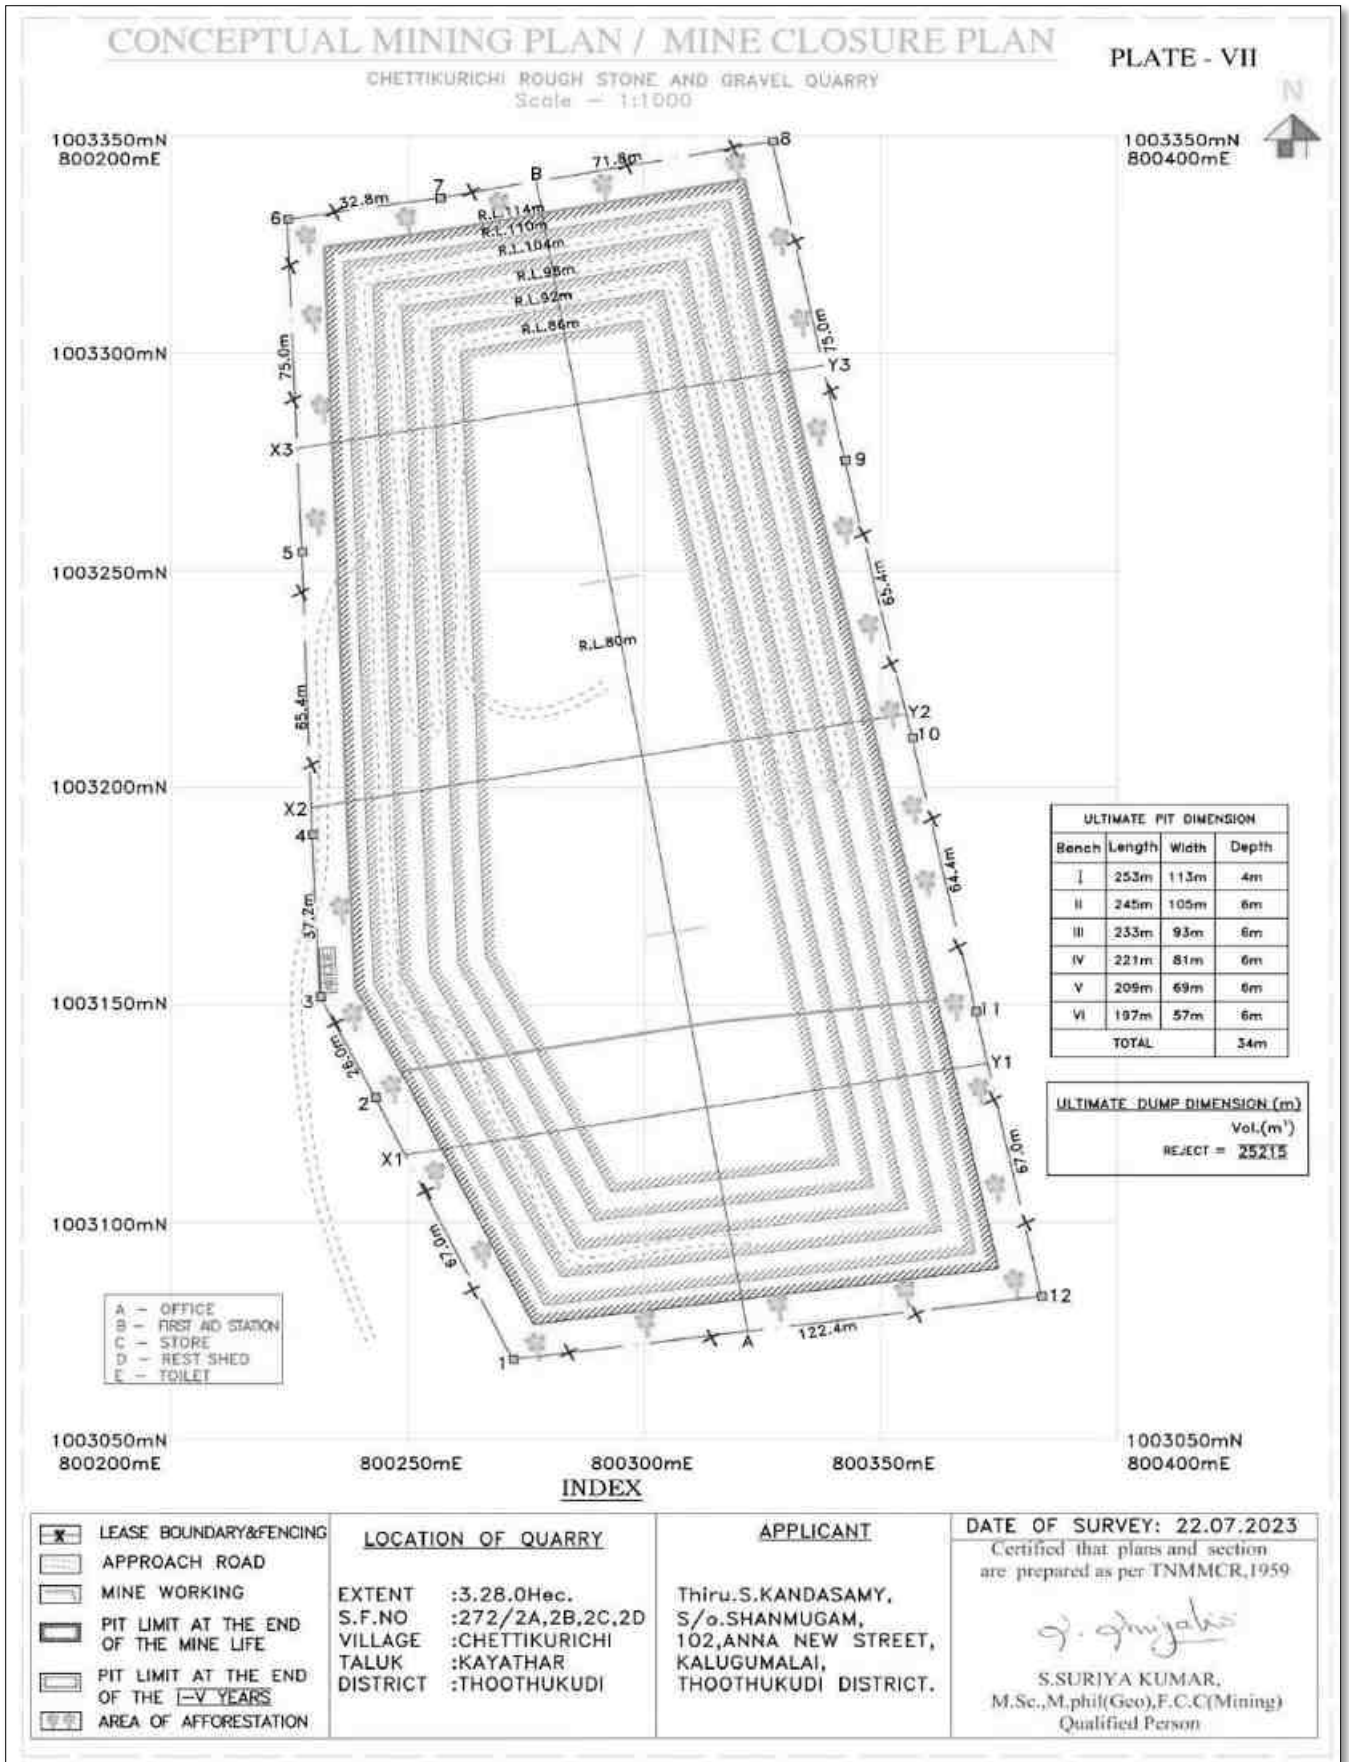 CONCEPTUAL MINING PLAN / MINE CLOSURE PLAN
PLATE - VII
CHETTIKURICHI ROUGH STONE AND GRAVEL QUARRY
Scale - 1:1000
N
1003350mN
800200mE
1003350mN
800400mE
8
71.8m
B
7
32.8m
6
R.L.114m
R.L.110m
R.L.104m
R.L.98m
R.L.92m
R.L.86m
75.0m
75.0m
1003300mN
Y3
X3
9
5
1003250mN
65.4m
R.L.80m
65.4m
Y2
10
1003200mN
X2
4
64.4m
37.2m
ULTIMATE PIT DIMENSION
Bench Length Width Depth
I 253m 113m 4m
II 245m 105m 6m
III 233m 93m 6m
IV 221m 81m 6m
V 209m 69m 6m
VI 197m 57m 6m
TOTAL 34m
1003150mN
3
11
26.0m
2
Y1
X1
ULTIMATE DUMP DIMENSION (m)
Vol.(m³)
REJECT = 25215
67.0m
1003100mN
67.0m
12
122.4m
A
1
A - OFFICE
B - FIRST AID STATION
C - STORE
D - REST SHED
E - TOILET
1003050mN
800200mE
800250mE
800300mE
800350mE
1003050mN
800400mE
INDEX
X LEASE BOUNDARY&FENCING
APPROACH ROAD
MINE WORKING
PIT LIMIT AT THE END
OF THE MINE LIFE
PIT LIMIT AT THE END
OF THE I-V YEARS
AREA OF AFFORESTATION
LOCATION OF QUARRY
EXTENT :3.28.0Hec.
S.F.NO :272/2A,2B,2C,2D
VILLAGE :CHETTIKURICHI
TALUK :KAYATHAR
DISTRICT :THOOTHUKUDI
APPLICANT
Thiru.S.KANDASAMY,
S/o.SHANMUGAM,
102,ANNA NEW STREET,
KALUGUMALAI,
THOOTHUKUDI DISTRICT.
DATE OF SURVEY: 22.07.2023
Certified that plans and section
are prepared as per TNMMCR,1959
S.SURIYA KUMAR,
M.Sc.,M.phil(Geo),F.C.C(Mining)
Qualified Person